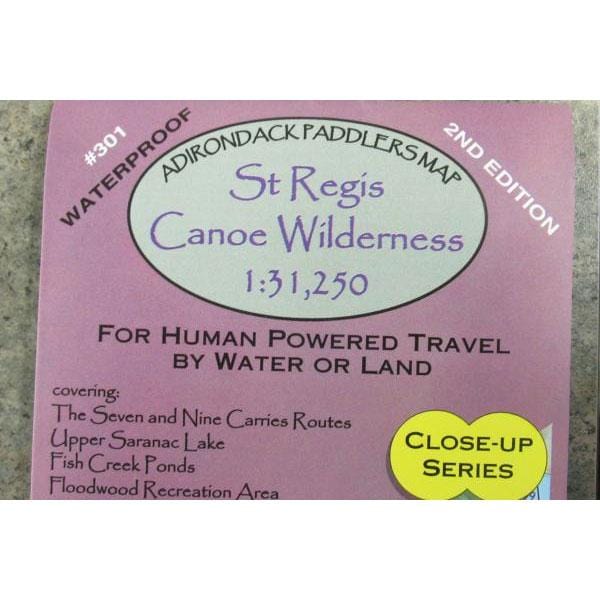 #301
WATERPROOF
2ND EDITION
ADIRONDACK PADDLERS MAP
St Regis
Canoe Wilderness
1:31,250
FOR HUMAN POWERED TRAVEL
BY WATER OR LAND
covering:
The Seven and Nine Carries Routes
Upper Saranac Lake
Fish Creek Ponds
Floodwood Recreation Area
CLOSE-UP
SERIES